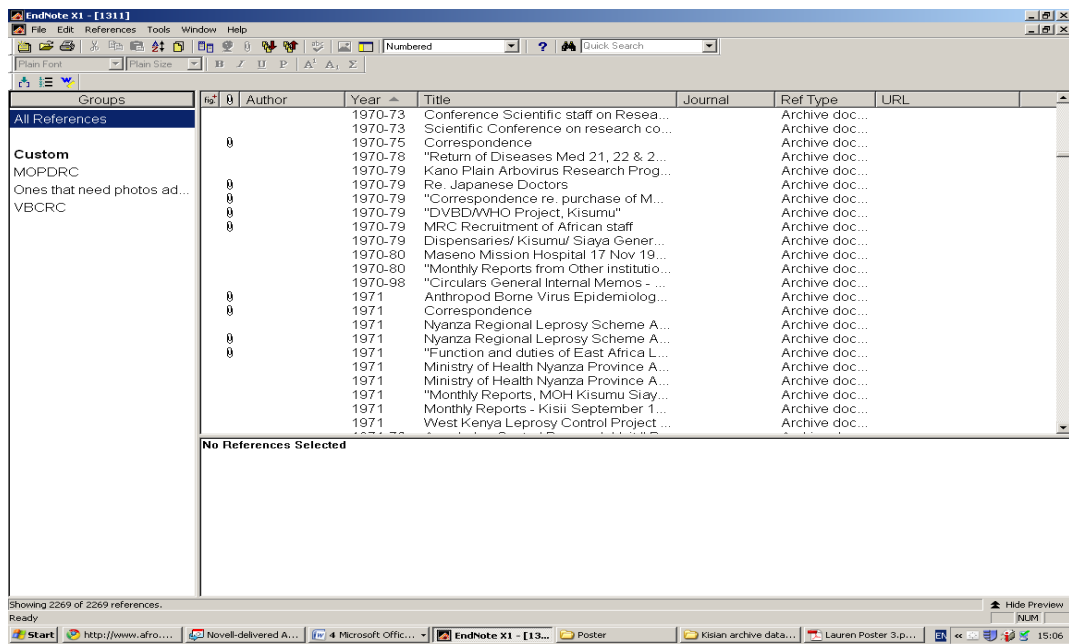 EndNote X1 - [1311]
File Edit References Tools Window Help
Numbered Quick Search
Plain Font Plain Size B I U P A¹ A₁ Σ
Groups
All References
Custom
MOPDRC
Ones that need photos ad...
VBCRC
fig. Author Year Title Journal Ref Type URL
1970-73 Conference Scientific staff on Resea... Archive doc...
1970-73 Scientific Conference on research co... Archive doc...
1970-75 Correspondence Archive doc...
1970-78 "Return of Diseases Med 21, 22 & 2... Archive doc...
1970-79 Kano Plain Arbovirus Research Prog... Archive doc...
1970-79 Re. Japanese Doctors Archive doc...
1970-79 "Correspondence re. purchase of M... Archive doc...
1970-79 "DVBD/WHO Project, Kisumu" Archive doc...
1970-79 MRC Recruitment of African staff Archive doc...
1970-79 Dispensaries/ Kisumu/ Siaya Gener... Archive doc...
1970-80 Maseno Mission Hospital 17 Nov 19... Archive doc...
1970-80 "Monthly Reports from Other institutio... Archive doc...
1970-98 "Circulars General Internal Memos - ... Archive doc...
1971 Anthropod Borne Virus Epidemiolog... Archive doc...
1971 Correspondence Archive doc...
1971 Nyanza Regional Leprosy Scheme A... Archive doc...
1971 Nyanza Regional Leprosy Scheme A... Archive doc...
1971 "Function and duties of East Africa L... Archive doc...
1971 Ministry of Health Nyanza Province A... Archive doc...
1971 Ministry of Health Nyanza Province A... Archive doc...
1971 "Monthly Reports, MOH Kisumu Siay... Archive doc...
1971 Monthly Reports - Kisii September 1... Archive doc...
1971 West Kenya Leprosy Control Project ... Archive doc...
No References Selected
Showing 2269 of 2269 references. Hide Preview
Ready NUM
Start http://www.afro.... Novell-delivered A... 4 Microsoft Offic... EndNote X1 - [13... Poster Kisian archive data... Lauren Poster 3.p... EN « 15:06